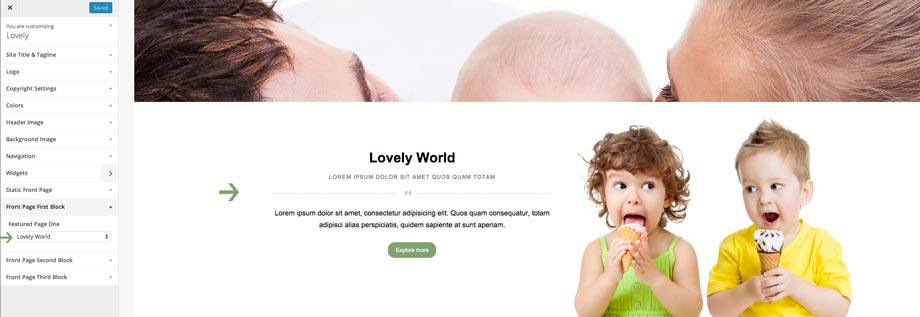 Saved
You are customizing
Lovely
Site Title & Tagline
Logo
Copyright Settings
Colors
Header Image
Background Image
Navigation
Widgets
Static Front Page
Front Page First Block
Featured Page One
Lovely World
Front Page Second Block
Front Page Third Block
Lovely World
LOREM IPSUM DOLOR SIT AMET QUOS QUAM TOTAM
Lorem ipsum dolor sit amet, consectetur adipisicing elit. Quos quam consequatur, totam
adipisci alias perspiciatis, quidem sapiente at sunt aperiam.
Explore more